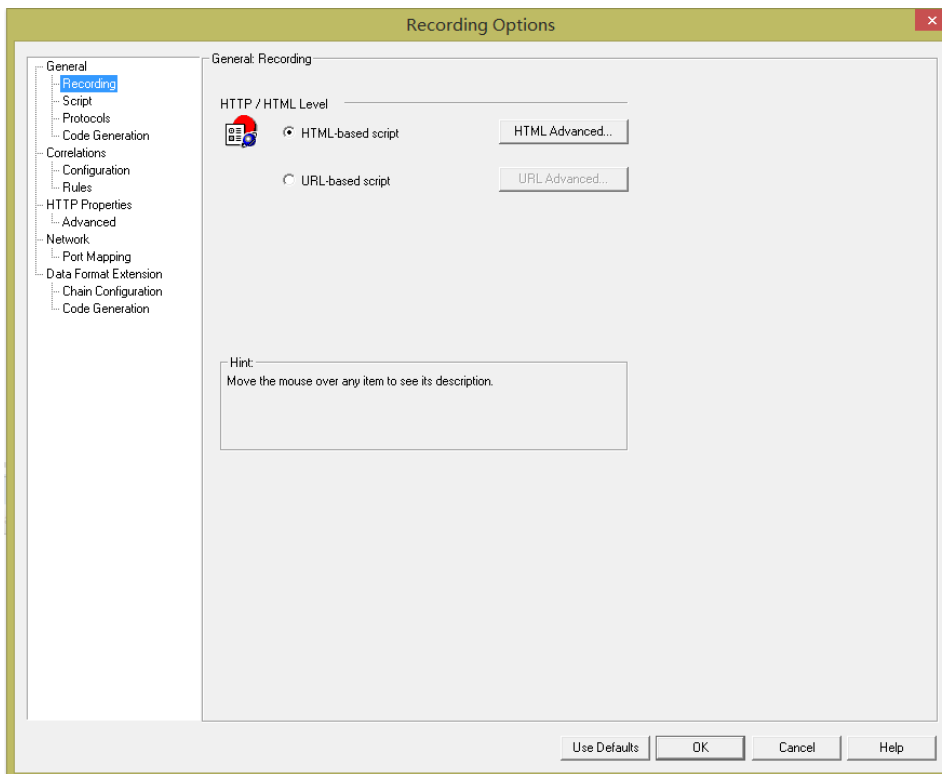 Recording Options
General
Recording
Script
Protocols
Code Generation
Correlations
Configuration
Rules
HTTP Properties
Advanced
Network
Port Mapping
Data Format Extension
Chain Configuration
Code Generation
General: Recording
HTTP / HTML Level
HTML-based script
HTML Advanced...
URL-based script
URL Advanced...
Hint:
Move the mouse over any item to see its description.
Use Defaults
OK
Cancel
Help